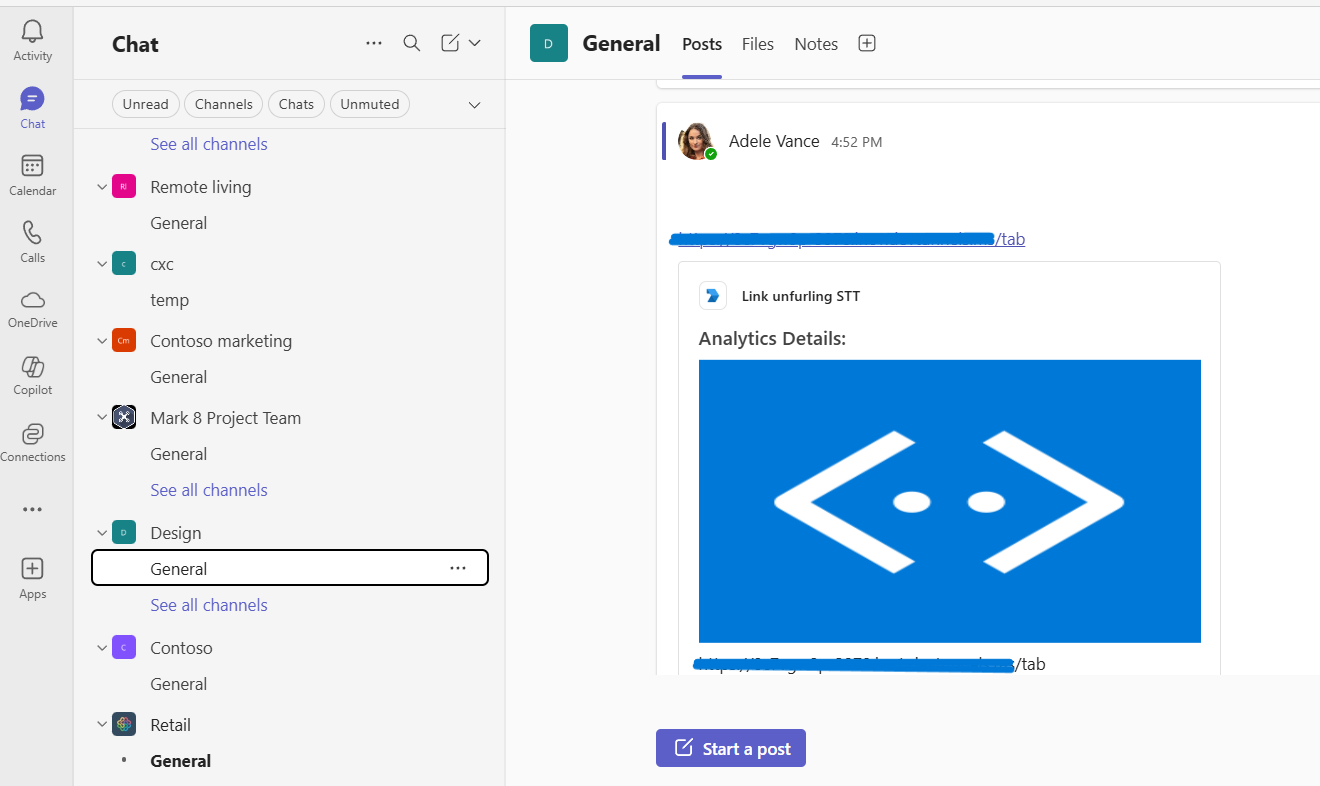 Activity
Chat
Calendar
Calls
OneDrive
Copilot
Connections
Apps
Chat
Unread
Channels
Chats
Unmuted
See all channels
RI
Remote living
General
c
cxc
temp
Cm
Contoso marketing
General
Mark 8 Project Team
General
See all channels
D
Design
General
See all channels
C
Contoso
General
Retail
General
D
General
Posts
Files
Notes
Adele Vance
4:52 PM
/tab
Link unfurling STT
Analytics Details:
/tab
Start a post